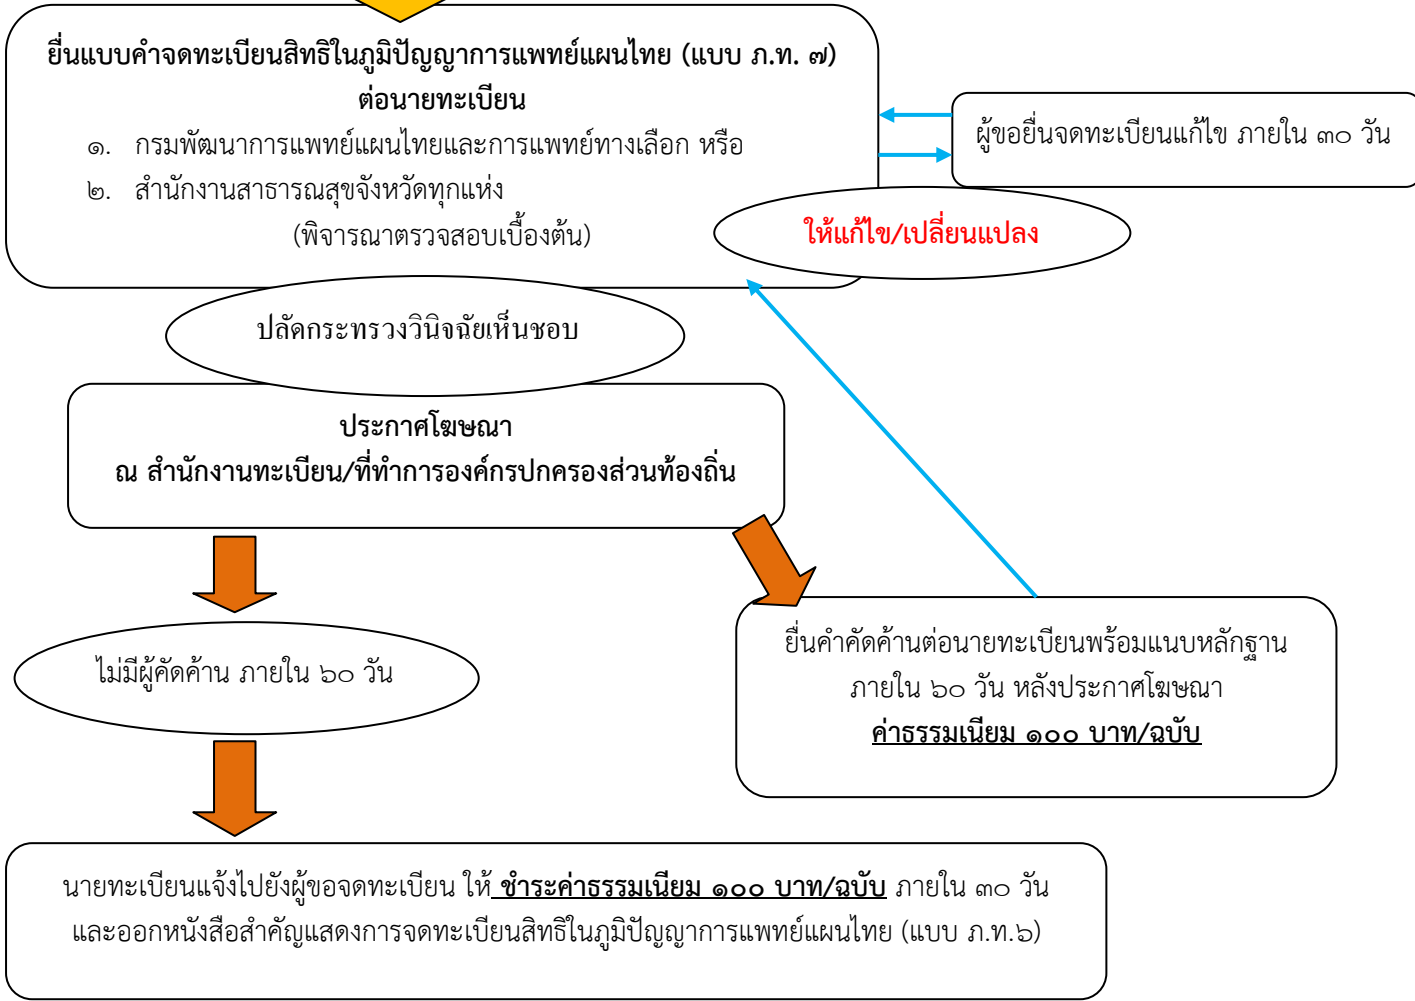 ยื่นแบบคำจดทะเบียนสิทธิในภูมิปัญญาการแพทย์แผนไทย (แบบ ภ.ท. ๗)
ต่อนายทะเบียน
๑. กรมพัฒนาการแพทย์แผนไทยและการแพทย์ทางเลือก หรือ
๒. สำนักงานสาธารณสุขจังหวัดทุกแห่ง
(พิจารณาตรวจสอบเบื้องต้น)
ผู้ขอยื่นจดทะเบียนแก้ไข ภายใน ๓๐ วัน
ให้แก้ไข/เปลี่ยนแปลง
ปลัดกระทรวงวินิจฉัยเห็นชอบ
ประกาศโฆษณา
ณ สำนักงานทะเบียน/ที่ทำการองค์กรปกครองส่วนท้องถิ่น
ไม่มีผู้คัดค้าน ภายใน ๖๐ วัน
ยื่นคำคัดค้านต่อนายทะเบียนพร้อมแนบหลักฐาน
ภายใน ๖๐ วัน หลังประกาศโฆษณา
ค่าธรรมเนียม ๑๐๐ บาท/ฉบับ
นายทะเบียนแจ้งไปยังผู้ขอจดทะเบียน ให้ ชำระค่าธรรมเนียม ๑๐๐ บาท/ฉบับ ภายใน ๓๐ วัน
และออกหนังสือสำคัญแสดงการจดทะเบียนสิทธิในภูมิปัญญาการแพทย์แผนไทย (แบบ ภ.ท.๖)